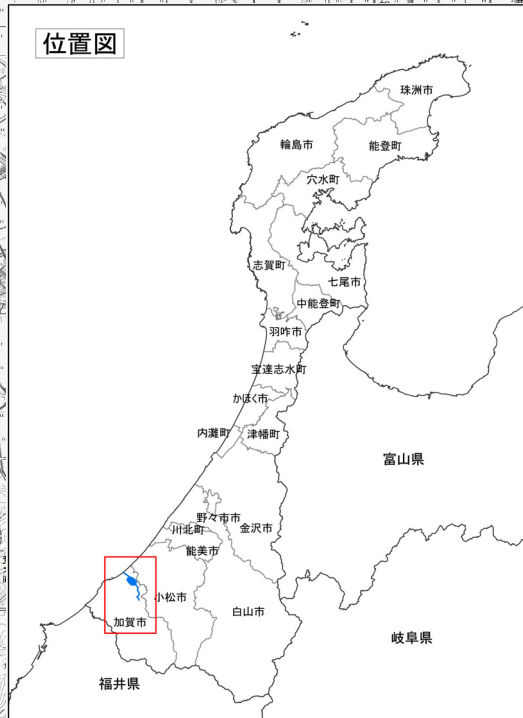 位置図
珠洲市
輪島市
能登町
穴水町
志賀町
七尾市
中能登町
羽咋市
宝達志水町
かほく市
内灘町
津幡町
富山県
野々市市
金沢市
川北町
能美市
小松市
白山市
加賀市
岐阜県
福井県